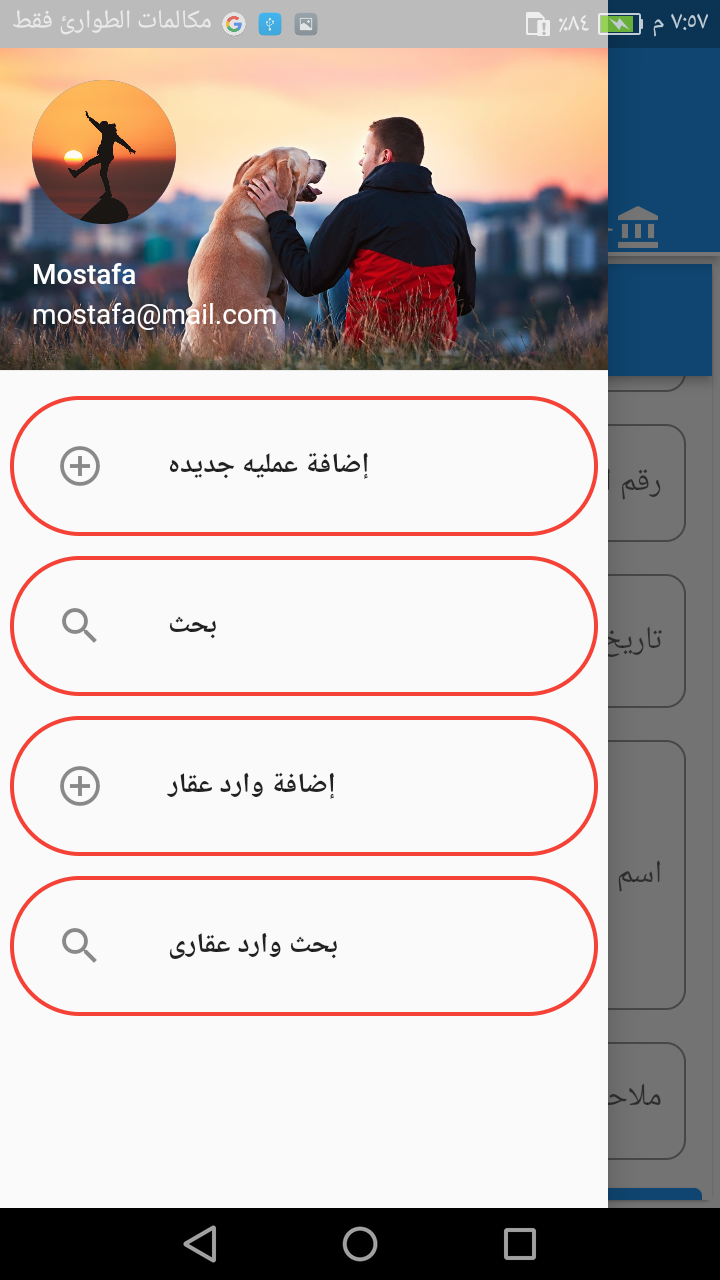 مكالمات الطوارئ فقط
٪٨٤
٧:٥٧ م
Mostafa
mostafa@mail.com
إضافة عمليه جديده
بحث
إضافة وارد عقار
بحث وارد عقارى
رقم
تاريخ
اسم